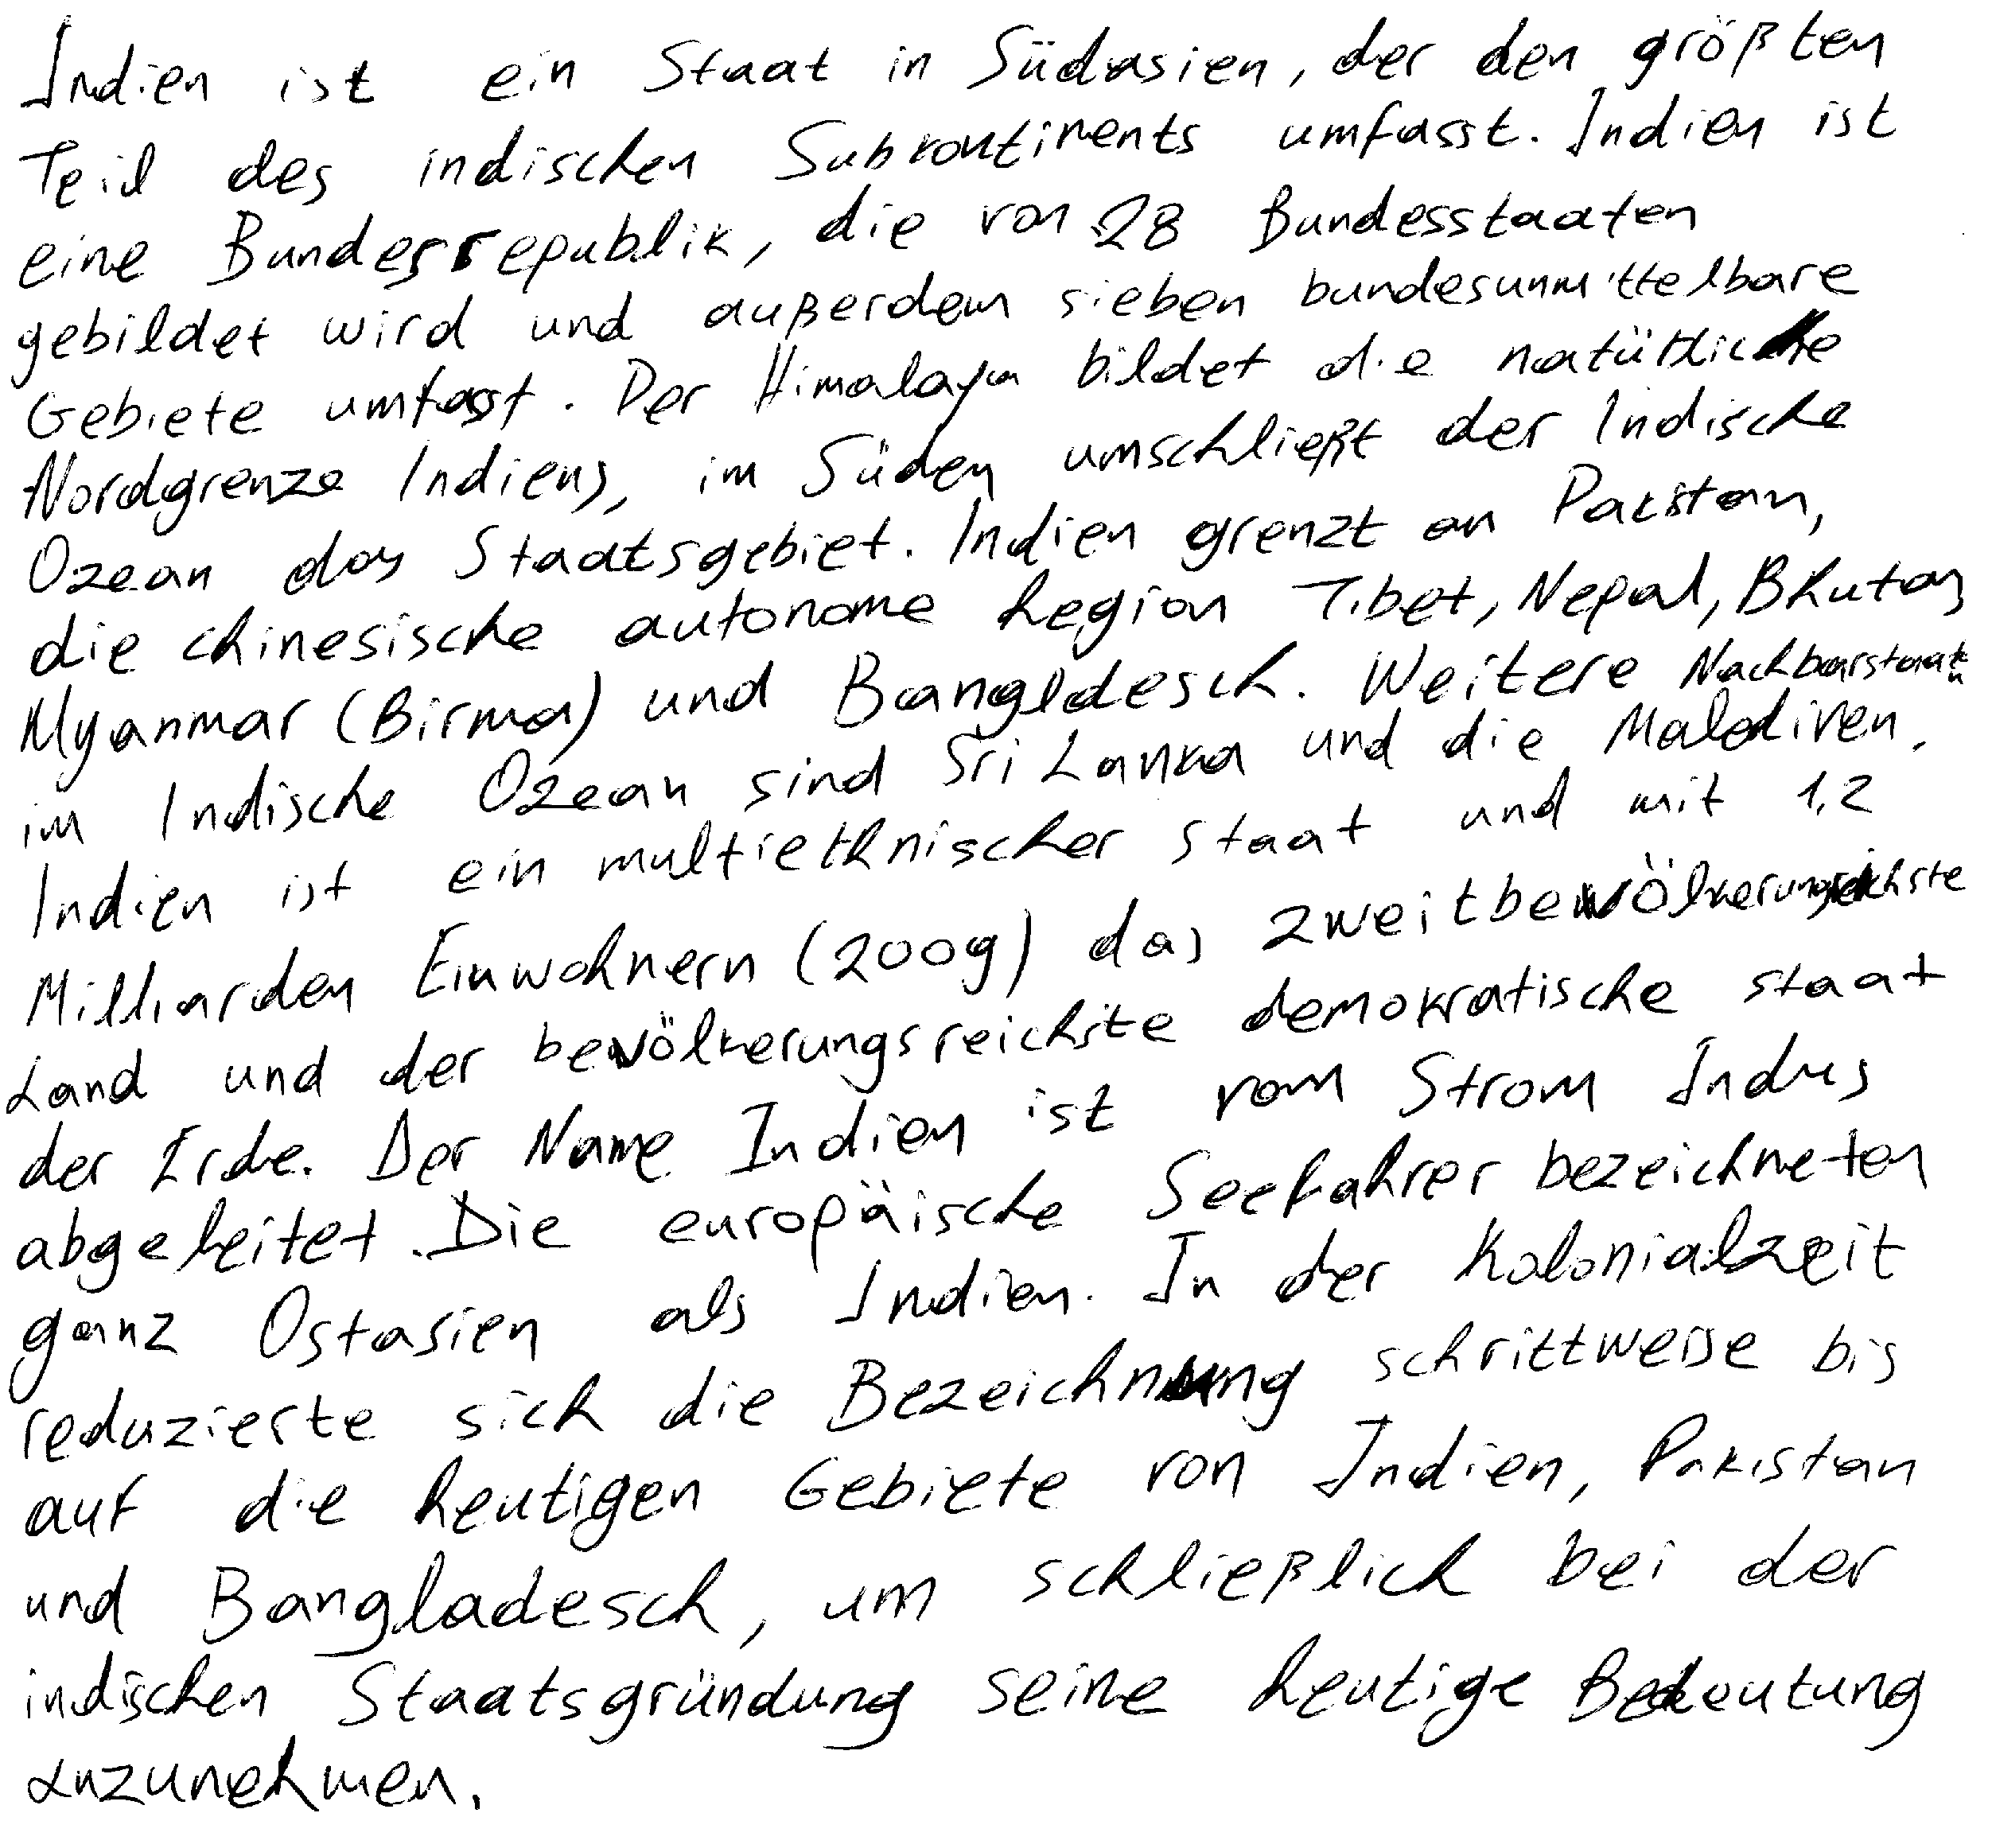 Indien ist ein Staat in Südasien, der den größten
Teil des indischen Subkontinents umfasst. Indien ist
eine Bundesrepublik, die von 28 Bundesstaaten
gebildet wird und außerdem sieben bundesunmittelbare
Gebiete umfasst. Der Himalaya bildet die natürliche
Nordgrenze Indiens, im Süden umschließt der Indische
Ozean das Staatsgebiet. Indien grenzt an Pakistan,
die chinesische autonome Region Tibet, Nepal, Bhutan,
Myanmar (Birma) und Bangldesch. Weitere Nachbarstaaten
im Indische Ozean sind Sri Lanka und die Malediven.
Indien ist ein multiethnischer Staat und mit 1,2
Milliarden Einwohnern (2009) das zweitbevölkerungsreichste
Land und der bevölkerungsreichste demokratische Staat
der Erde. Der Name Indien ist vom Strom Indus
abgeleitet. Die europäische Seefahrer bezeichneten
ganz Ostasien als Indien. In der Kolonialzeit
reduzierte sich die Bezeichnung schrittweise bis
auf die heutigen Gebiete von Indien, Pakistan
und Bangladesch, um schließlich bei der
indischen Staatsgründung seine heutige Bedeutung
anzunehmen.